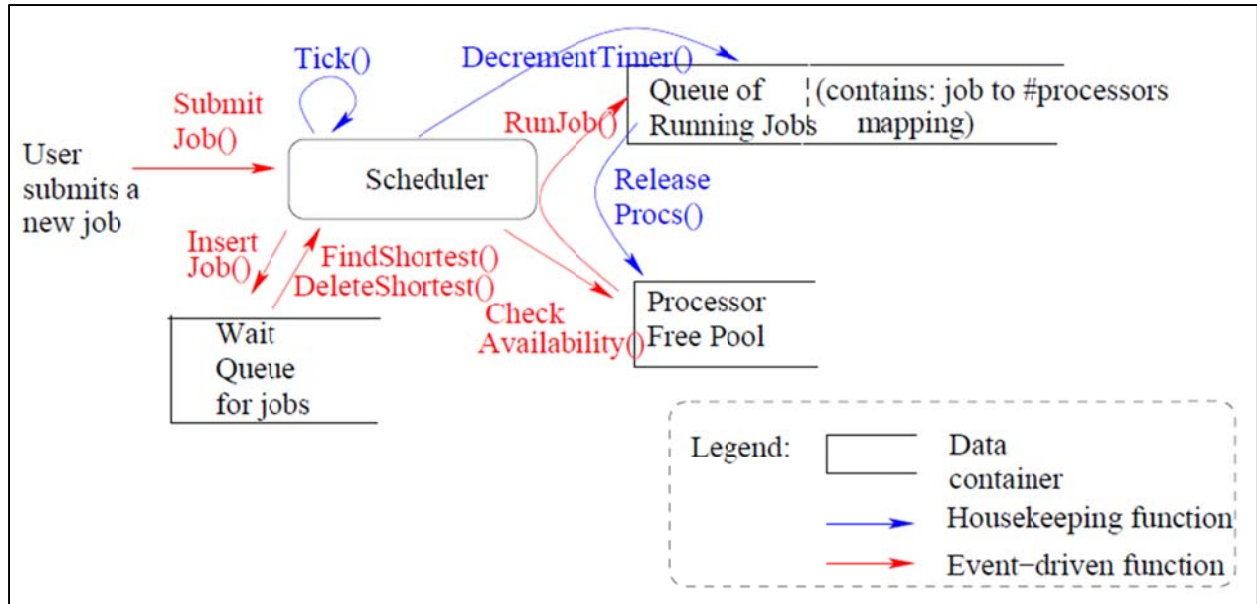 Tick()
DecrementTimer()
Submit
Job()
User
submits a
new job
Scheduler
RunJob()
Queue of
Running Jobs
(contains: job to #processors
mapping)
Release
Procs()
Insert
Job()
FindShortest()
DeleteShortest()
Check
Availability()
Processor
Free Pool
Wait
Queue
for jobs
Legend:
Data
container
Housekeeping function
Event-driven function